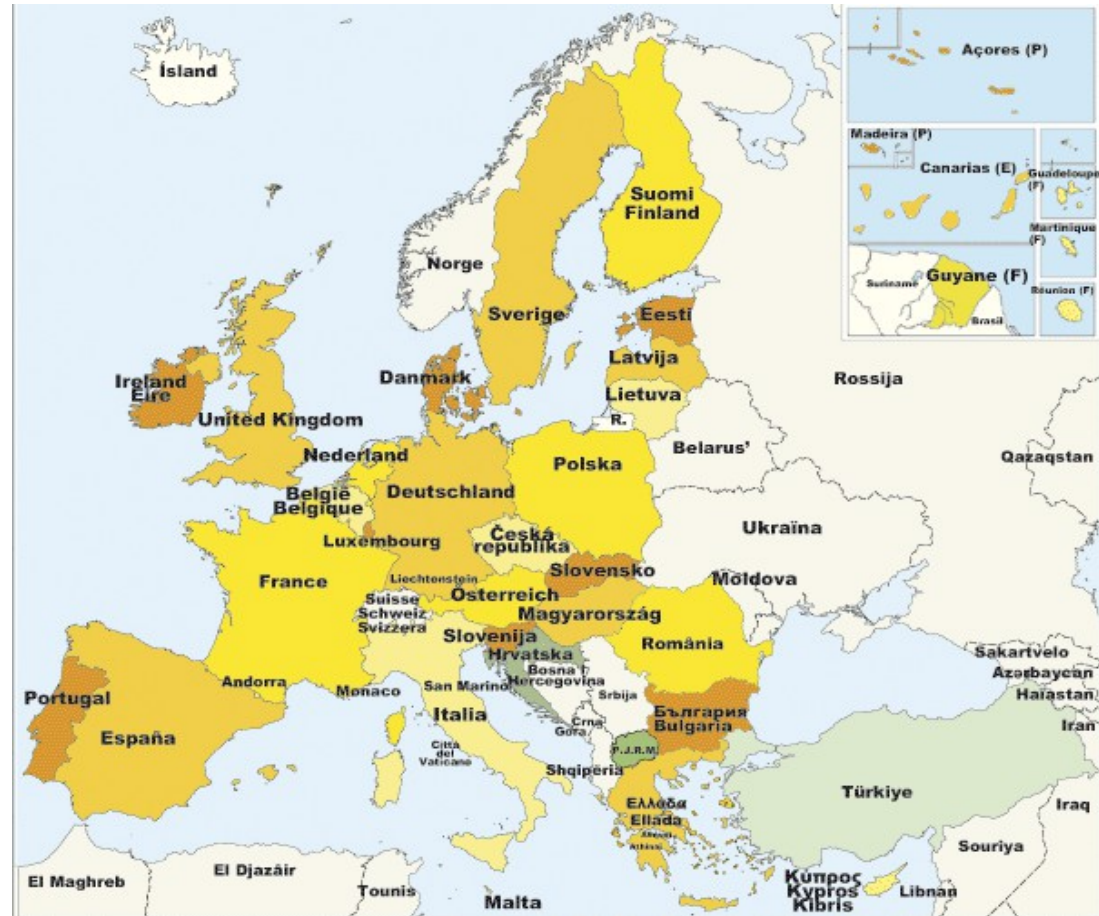 Ísland
Açores (P)
Madeira (P)
Canarias (E)
Guadeloupe
(F)
Martinique
(F)
Guyane (F)
Suriname
Réunion (F)
Brasil
Suomi
Finland
Norge
Sverige
Eesti
Latvija
Lietuva
R.
Rossija
Danmark
Ireland
Éire
United Kingdom
Nederland
Polska
Belarus'
Qazaqstan
België
Belgique
Deutschland
Luxembourg
Česká
republika
Ukraïna
France
Liechtenstein
Slovensko
Moldova
Suisse
Schweiz
Svizzera
Österreich
Magyarország
Slovenija
Hrvatska
România
Bosna i
Hercegovina
Srbija
Sakartvelo
Azərbaycan
Haїastan
Iran
Portugal
Andorra
Monaco
San Marino
España
Italia
Città
del
Vaticano
Crna
Gora
България
Bulgaria
P.J.R.M.
Shqipëria
Türkiye
Iraq
Ελλάδα
Ellada
Athinai
Souriya
El Maghreb
El Djazâir
Tounis
Malta
Κύπρος
Kypros
Kibris
Libnan